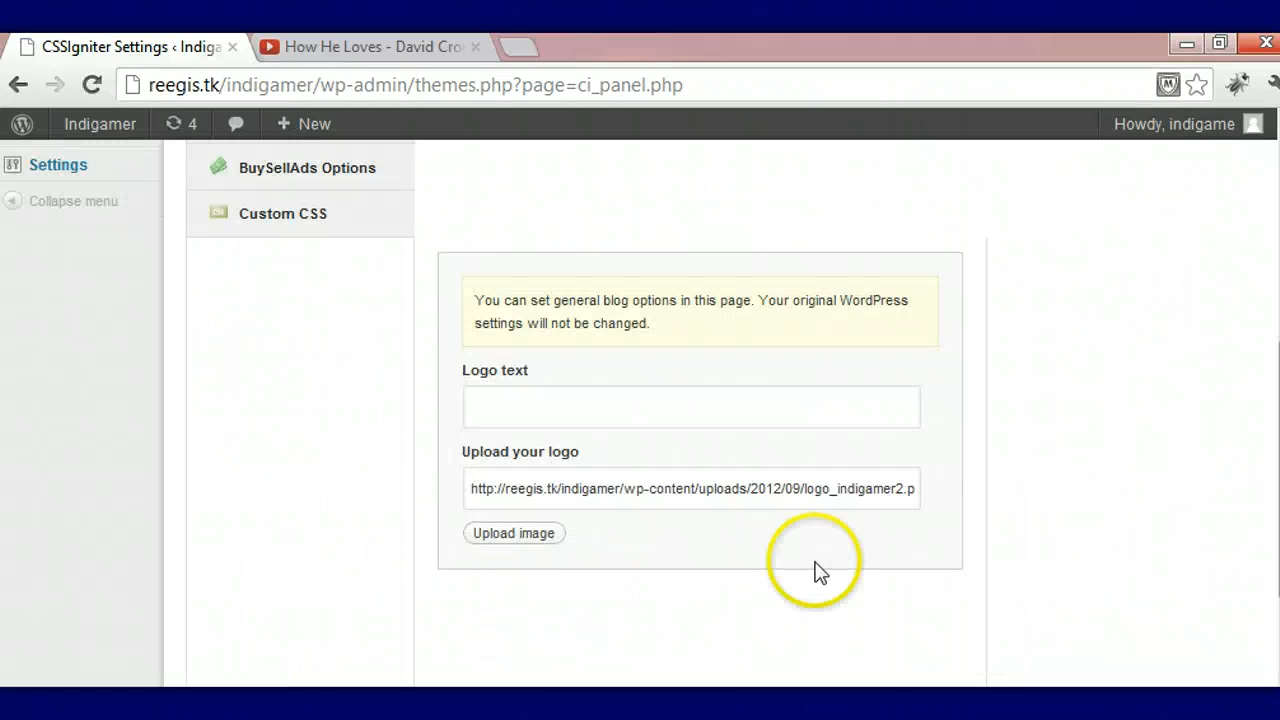 CSSIgniter Settings ‹ Indiga
How He Loves - David Cro
reegis.tk/indigamer/wp-admin/themes.php?page=ci_panel.php
Indigamer
4
+ New
Howdy, indigame
Settings
Collapse menu
BuySellAds Options
Custom CSS
You can set general blog options in this page. Your original WordPress
settings will not be changed.
Logo text
Upload your logo
http://reegis.tk/indigamer/wp-content/uploads/2012/09/logo_indigamer2.p
Upload image